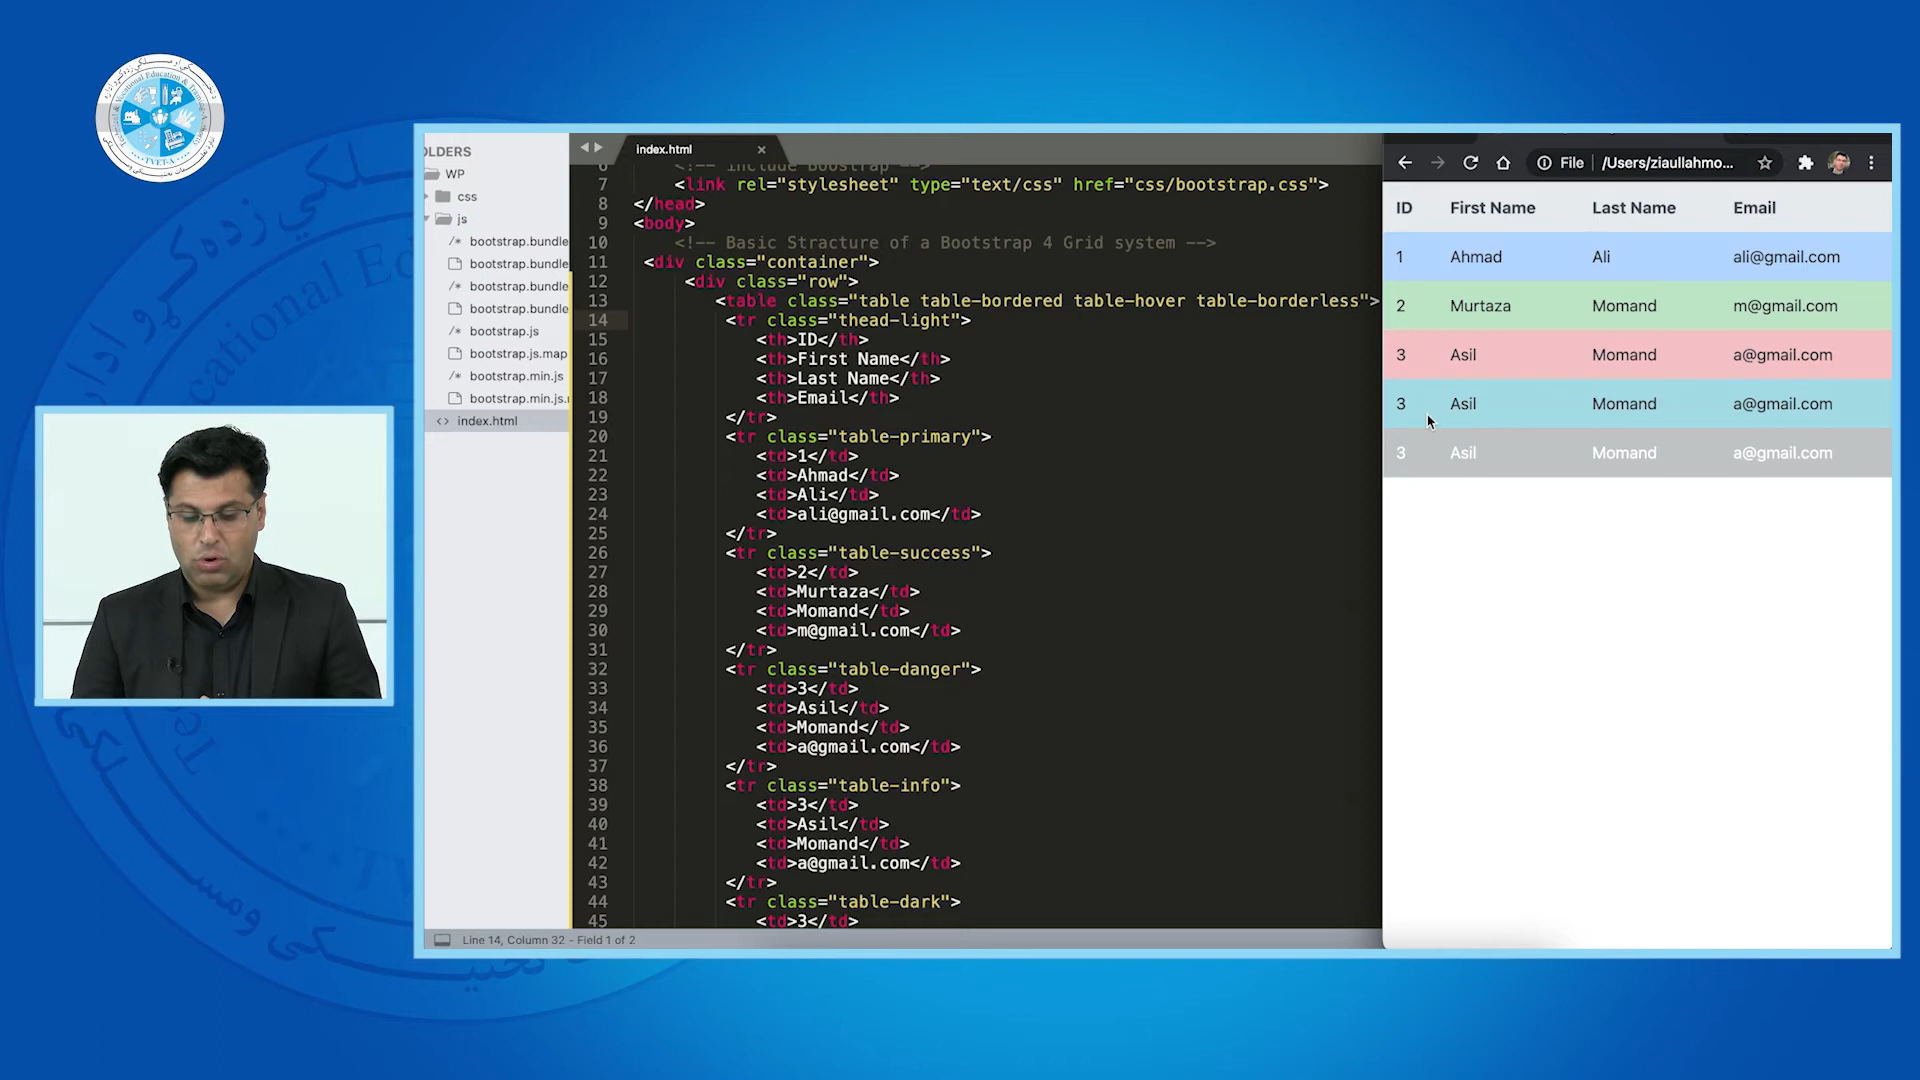 Technical & Vocational Education & Training Authority
TVET-A
OLDERS
WP
css
js
bootstrap.bundle
bootstrap.bundle
bootstrap.bundle
bootstrap.bundle
bootstrap.js
bootstrap.js.map
bootstrap.min.js
bootstrap.min.js.
index.html
index.html
6 <!-- Include Boostrap -->
7 <link rel="stylesheet" type="text/css" href="css/bootstrap.css">
8 </head>
9 <body>
10 <!-- Basic Stracture of a Bootstrap 4 Grid system -->
11 <div class="container">
12 <div class="row">
13 <table class="table table-bordered table-hover table-borderless">
14 <tr class="thead-light">
15 <th>ID</th>
16 <th>First Name</th>
17 <th>Last Name</th>
18 <th>Email</th>
19 </tr>
20 <tr class="table-primary">
21 <td>1</td>
22 <td>Ahmad</td>
23 <td>Ali</td>
24 <td>ali@gmail.com</td>
25 </tr>
26 <tr class="table-success">
27 <td>2</td>
28 <td>Murtaza</td>
29 <td>Momand</td>
30 <td>m@gmail.com</td>
31 </tr>
32 <tr class="table-danger">
33 <td>3</td>
34 <td>Asil</td>
35 <td>Momand</td>
36 <td>a@gmail.com</td>
37 </tr>
38 <tr class="table-info">
39 <td>3</td>
40 <td>Asil</td>
41 <td>Momand</td>
42 <td>a@gmail.com</td>
43 </tr>
44 <tr class="table-dark">
45 <td>3</td>
Line 14, Column 32 - Field 1 of 2
File /Users/ziaullahmo...
ID First Name Last Name Email
1 Ahmad Ali ali@gmail.com
2 Murtaza Momand m@gmail.com
3 Asil Momand a@gmail.com
3 Asil Momand a@gmail.com
3 Asil Momand a@gmail.com